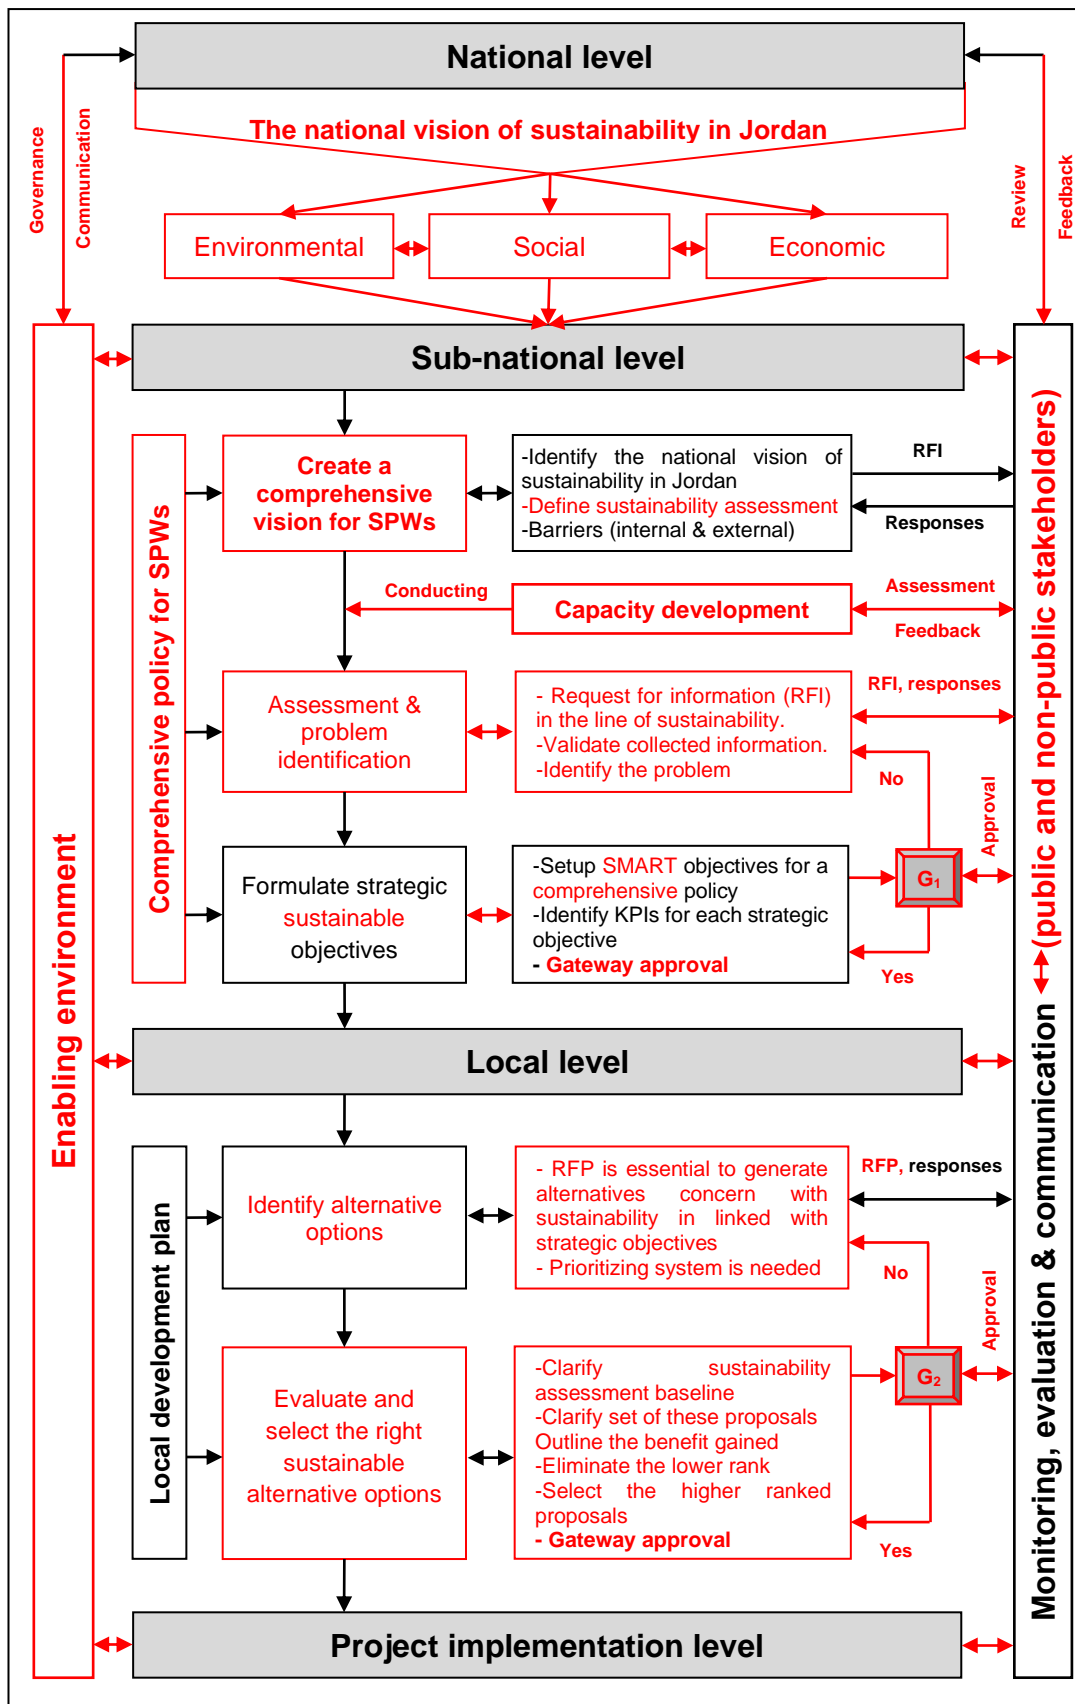 National level
The national vision of sustainability in Jordan
Governance
Communication
Review
Feedback
Environmental
Social
Economic
Sub-national level
Enabling environment
Comprehensive policy for SPWs
Create a
comprehensive
vision for SPWs
-Identify the national vision of
sustainability in Jordan
-Define sustainability assessment
-Barriers (internal & external)
RFI
Responses
Conducting
Capacity development
Assessment
Feedback
Assessment &
problem
identification
- Request for information (RFI)
in the line of sustainability.
-Validate collected information.
-Identify the problem
RFI, responses
No
Approval
G1
Formulate strategic
sustainable
objectives
-Setup SMART objectives for a
comprehensive policy
-Identify KPIs for each strategic
objective
- Gateway approval
Yes
Monitoring, evaluation & communication (public and non-public stakeholders)
Local level
Local development plan
Identify alternative
options
- RFP is essential to generate
alternatives concern with
sustainability in linked with
strategic objectives
- Prioritizing system is needed
RFP, responses
No
Approval
G2
Evaluate and
select the right
sustainable
alternative options
-Clarify sustainability
assessment baseline
-Clarify set of these proposals
Outline the benefit gained
-Eliminate the lower rank
-Select the higher ranked
proposals
- Gateway approval
Yes
Project implementation level